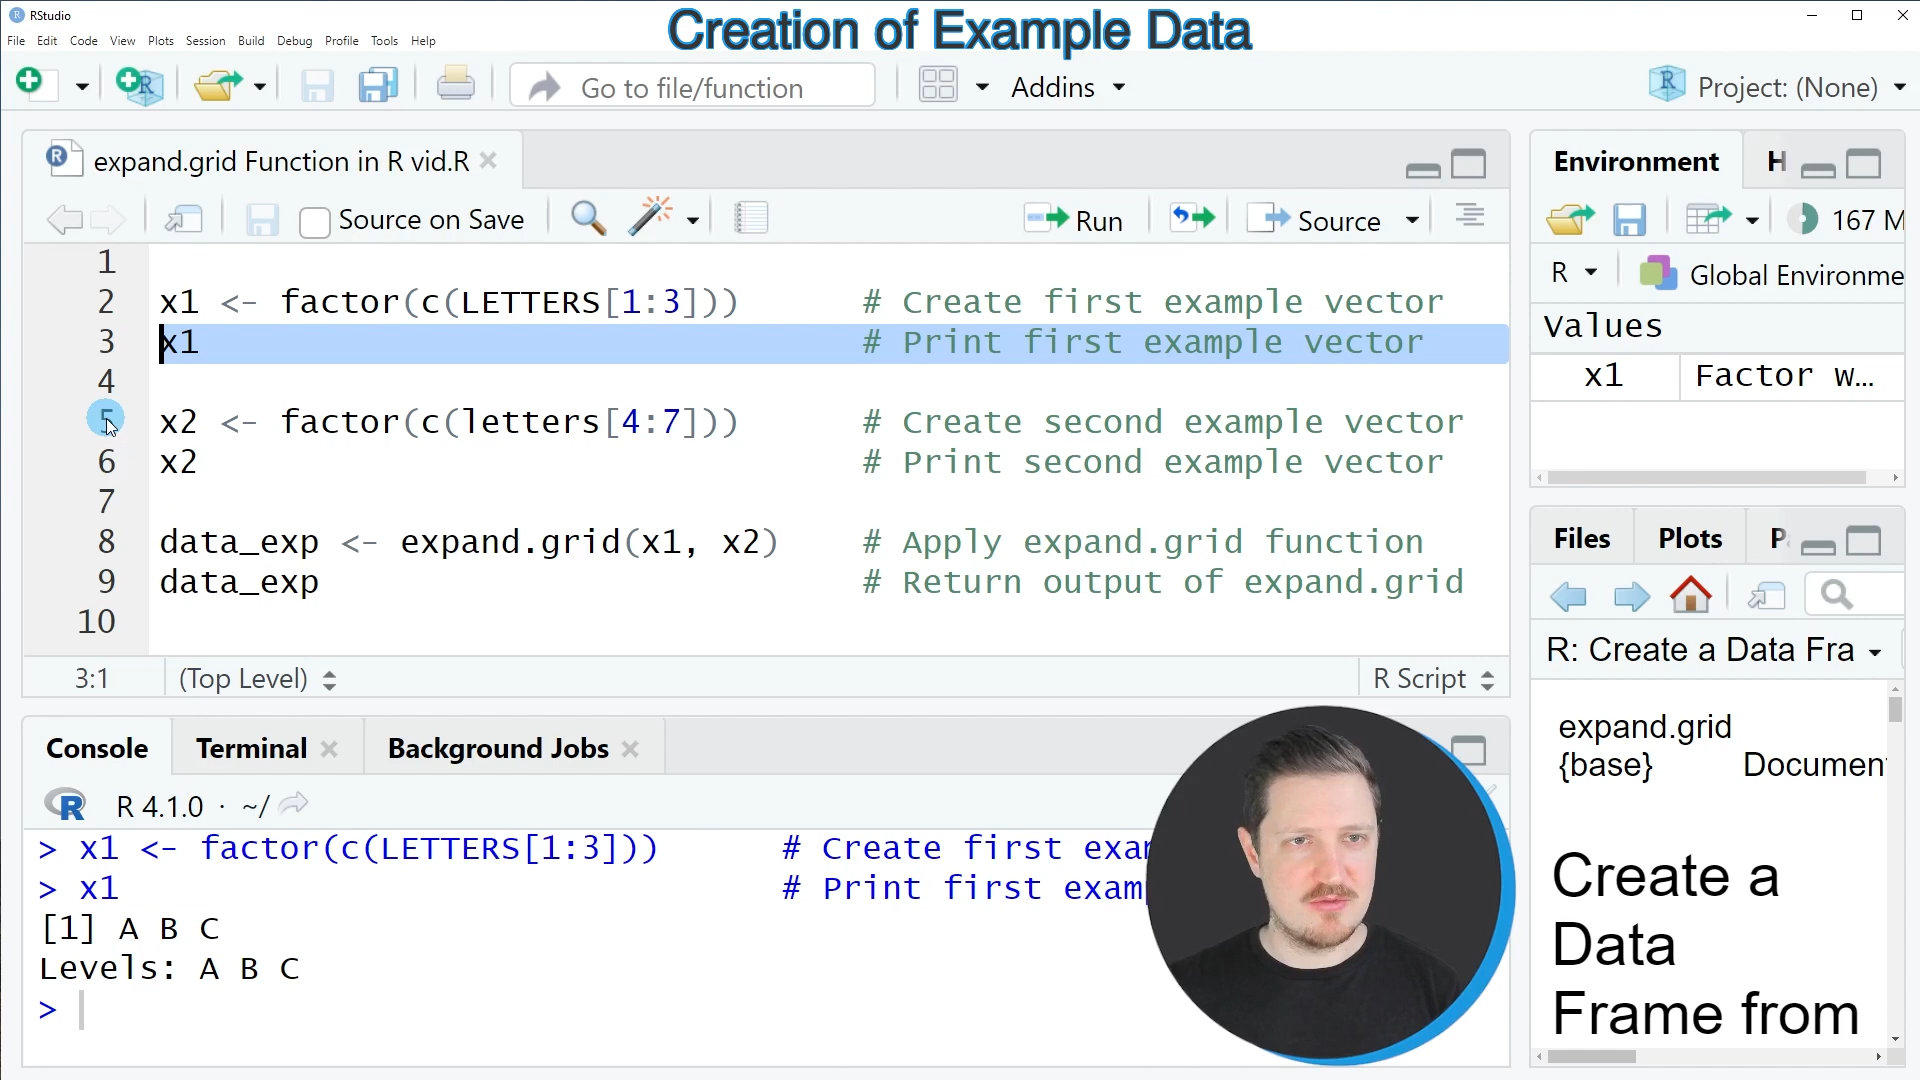 RStudio
Creation of Example Data
File Edit Code View Plots Session Build Debug Profile Tools Help
Go to file/function
Addins
Project: (None)
expand.grid Function in R vid.R
Source on Save
Run
Source
1
2 x1 <- factor(c(LETTERS[1:3])) # Create first example vector
3 x1 # Print first example vector
4
5 x2 <- factor(c(letters[4:7])) # Create second example vector
6 x2 # Print second example vector
7
8 data_exp <- expand.grid(x1, x2) # Apply expand.grid function
9 data_exp # Return output of expand.grid
10
3:1 (Top Level) R Script
Console Terminal Background Jobs
R 4.1.0 · ~/
> x1 <- factor(c(LETTERS[1:3])) # Create first exam
> x1 # Print first examp
[1] A B C
Levels: A B C
>
Environment H
167 M
R Global Environme
Values
x1 Factor w…
Files Plots P
R: Create a Data Fra
expand.grid
{base} Document
Create a
Data
Frame from